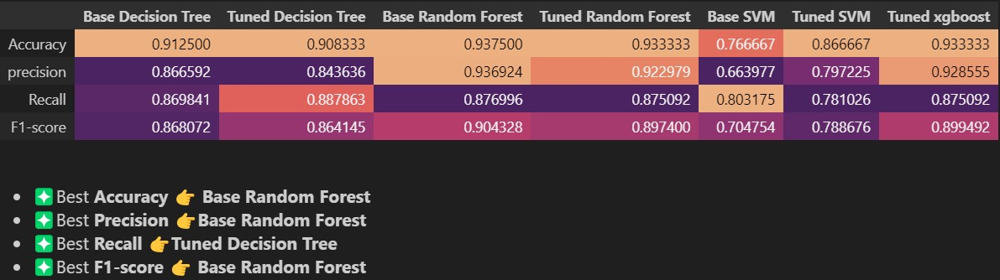 Base Decision Tree Tuned Decision Tree Base Random Forest Tuned Random Forest Base SVM Tuned SVM Tuned xgboost
Accuracy 0.912500 0.908333 0.937500 0.933333 0.766667 0.866667 0.933333
precision 0.866592 0.843636 0.936924 0.922979 0.663977 0.797225 0.928555
Recall 0.869841 0.887863 0.876996 0.875092 0.803175 0.781026 0.875092
F1-score 0.868072 0.864145 0.904328 0.897400 0.704754 0.788676 0.899492
• ✨ Best Accuracy 👉 Base Random Forest
• ✨ Best Precision 👉Base Random Forest
• ✨ Best Recall 👉Tuned Decision Tree
• ✨ Best F1-score 👉 Base Random Forest